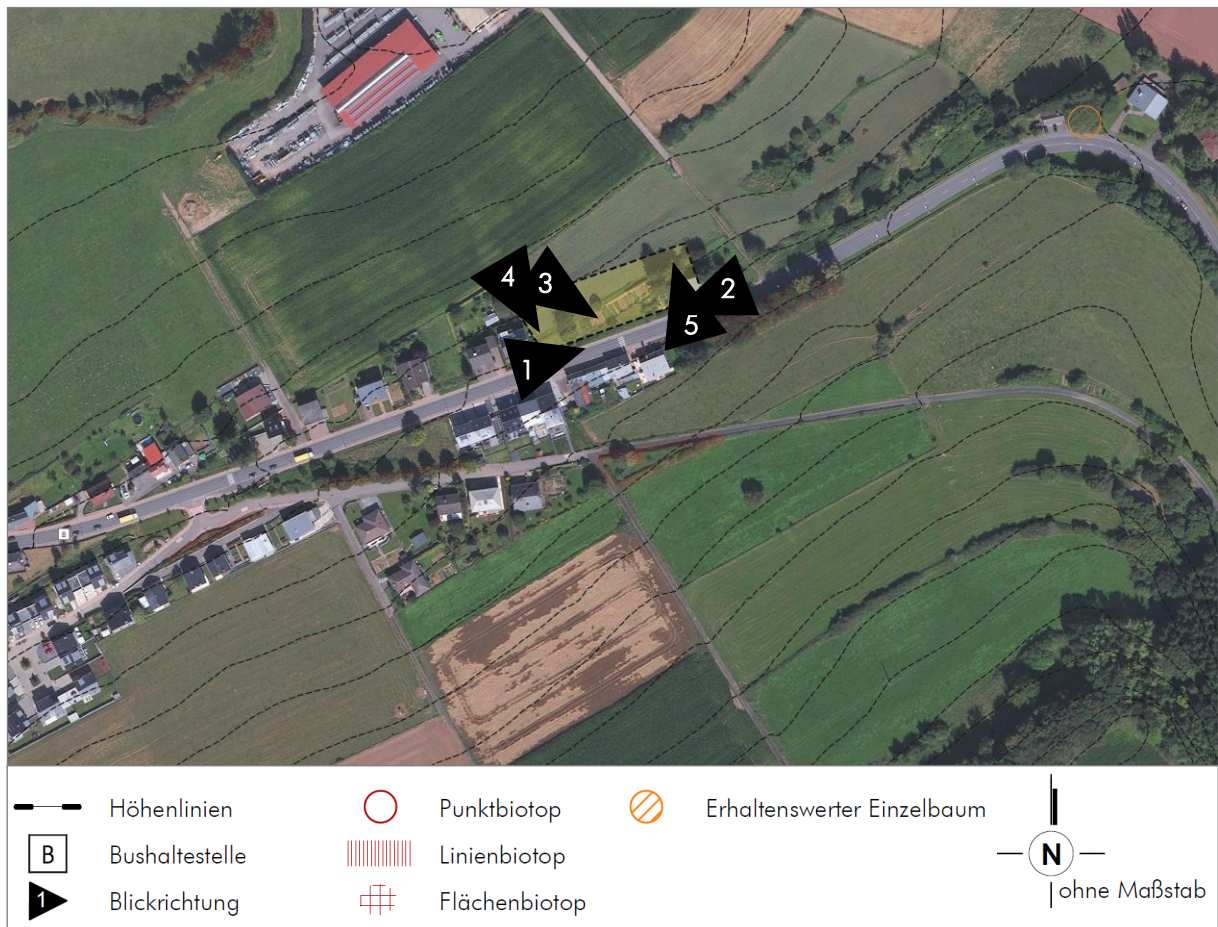 4
3
2
5
1
B
Höhenlinien
Punktbiotop
Erhaltenswerter Einzelbaum
B
Bushaltestelle
Linienbiotop
N
1
Blickrichtung
Flächenbiotop
ohne Maßstab